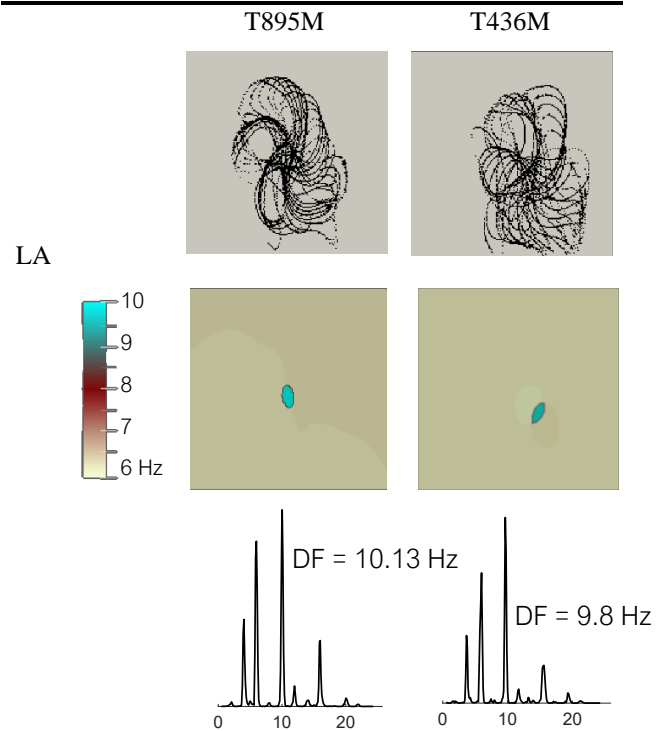 T895M T436M
LA
10
9
8
7
6 Hz
DF = 10.13 Hz
DF = 9.8 Hz
0 10 20
0 10 20